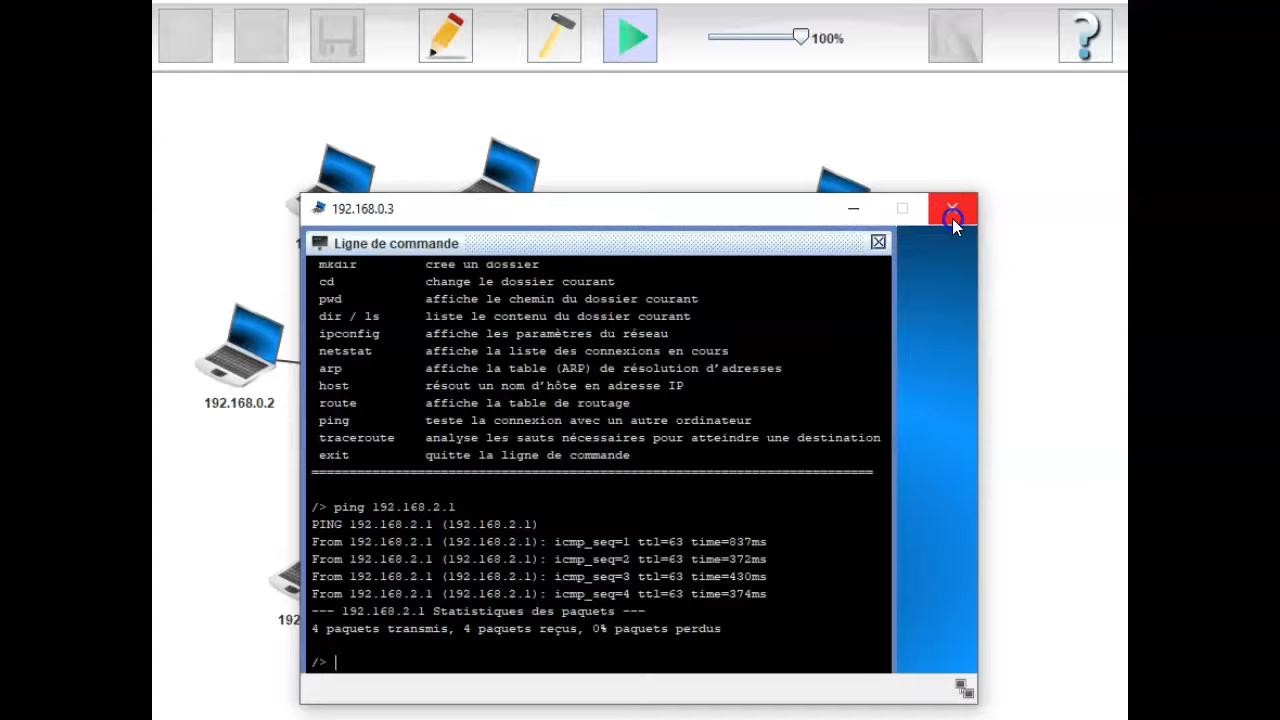 100%
192.168.0.3
Ligne de commande
mkdir cree un dossier
cd change le dossier courant
pwd affiche le chemin du dossier courant
dir / ls liste le contenu du dossier courant
ipconfig affiche les paramètres du réseau
netstat affiche la liste des connexions en cours
arp affiche la table (ARP) de résolution d'adresses
host résout un nom d'hôte en adresse IP
route affiche la table de routage
ping teste la connexion avec un autre ordinateur
traceroute analyse les sauts nécessaires pour atteindre une destination
exit quitte la ligne de commande
192.168.0.2
/> ping 192.168.2.1
PING 192.168.2.1 (192.168.2.1)
From 192.168.2.1 (192.168.2.1): icmp_seq=1 ttl=63 time=837ms
From 192.168.2.1 (192.168.2.1): icmp_seq=2 ttl=63 time=372ms
From 192.168.2.1 (192.168.2.1): icmp_seq=3 ttl=63 time=430ms
From 192.168.2.1 (192.168.2.1): icmp_seq=4 ttl=63 time=374ms
--- 192.168.2.1 Statistiques des paquets ---
4 paquets transmis, 4 paquets reçus, 0% paquets perdus
/>